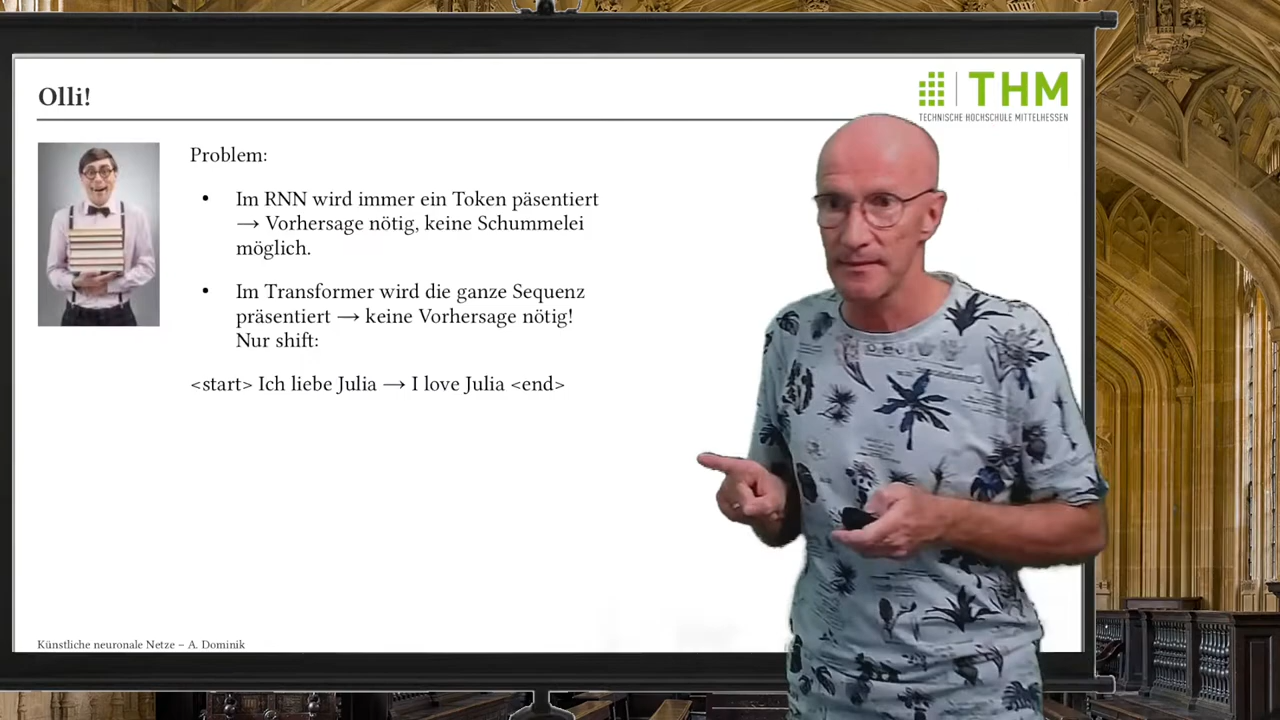 Olli!
THM
TECHNISCHE HOCHSCHULE MITTELHESSEN
Problem:
• Im RNN wird immer ein Token päsentiert
→ Vorhersage nötig, keine Schummelei
möglich.
• Im Transformer wird die ganze Sequenz
präsentiert → keine Vorhersage nötig!
Nur shift:
<start> Ich liebe Julia → I love Julia <end>
Künstliche neuronale Netze – A. Dominik